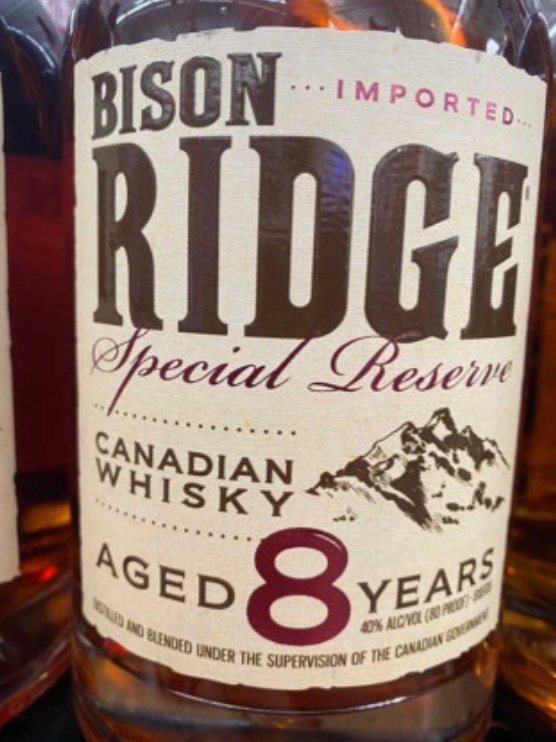 BISON
···IMPORTED···
RIDGE
Special Reserve
CANADIAN
WHISKY
AGED 8 YEARS
40% ALC/VOL (80 PROOF)
DISTILLED AND BLENDED UNDER THE SUPERVISION OF THE CANADIAN GOVERNMENT